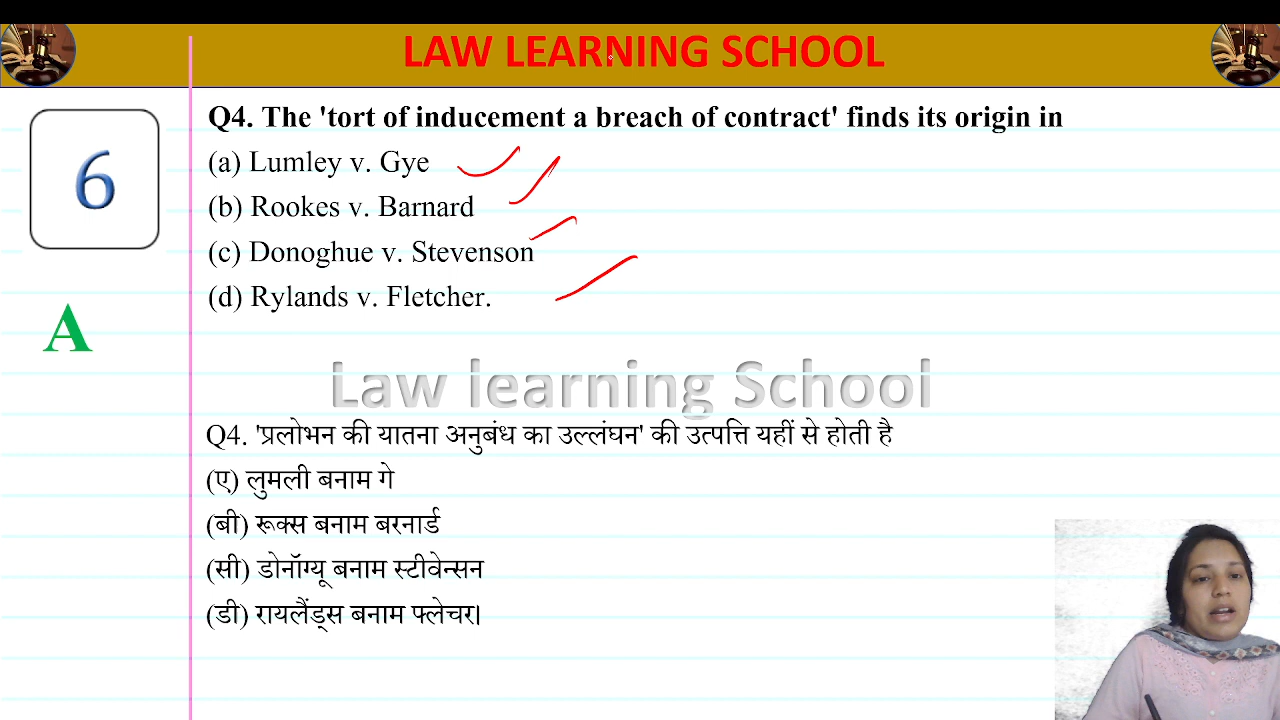 LAW LEARNING SCHOOL
6
A
Q4. The 'tort of inducement a breach of contract' finds its origin in
(a) Lumley v. Gye
(b) Rookes v. Barnard
(c) Donoghue v. Stevenson
(d) Rylands v. Fletcher.
Law learning School
Q4. 'प्रलोभन की यातना अनुबंध का उल्लंघन' की उत्पत्ति यहीं से होती है
(ए) लुमली बनाम गे
(बी) रूक्स बनाम बरनार्ड
(सी) डोनॉग्यू बनाम स्टीवेन्सन
(डी) रायलैंड्स बनाम फ्लेचर।